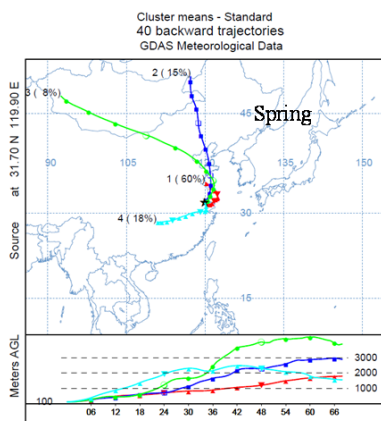 Cluster means - Standard
40 backward trajectories
GDAS Meteorological Data
Source at 31.70 N 119.90 E
2 ( 15%)
3 ( 8%)
Spring
45
90
105
135
150
1 ( 60%)
30
4 ( 18%)
15
Meters AGL
3000
2000
1000
100
06 12 18 24 30 36 42 48 54 60 66